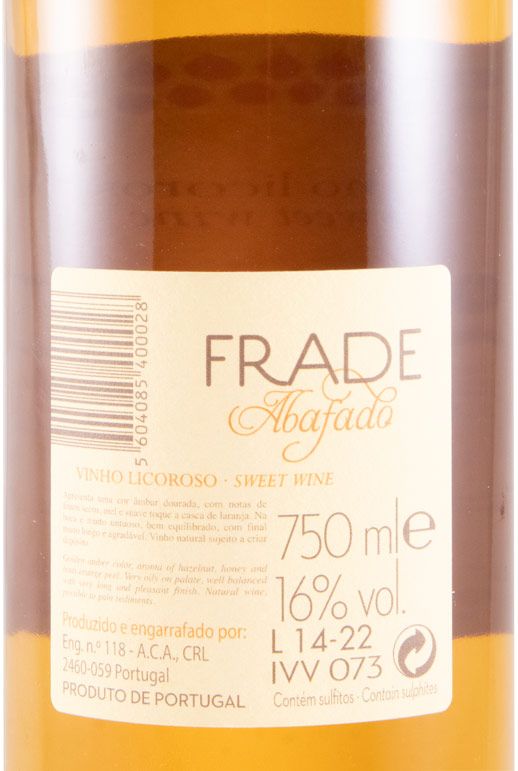 5 604085 400028
FRADE
Abafado
VINHO LICOROSO · SWEET WINE
Apresenta uma cor âmbar dourada, com notas de
frutos secos, mel e suave toque a casca de laranja. Na
boca é muito untuoso, bem equilibrado, com final
muito longo e agradável. Vinho natural sujeito a criar
depósito
Golden amber color, aroma of hazelnut, honey and
orange peel. Very oily on palate, well balanced
with very long and pleasant finish. Natural wine,
possible to gain sediments.
750 ml e
16% vol.
Produzido e engarrafado por:
Eng. n.º 118 - A.C.A., CRL
2460-059 Portugal
PRODUTO DE PORTUGAL
L 14-22
IVV 073
Contém sulfitos · Contain sulphites